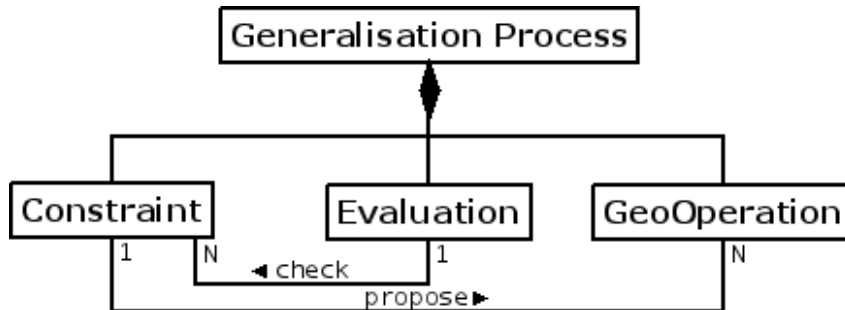 Generalisation Process
Constraint
Evaluation
GeoOperation
1
N
1
N
◄ check
propose►